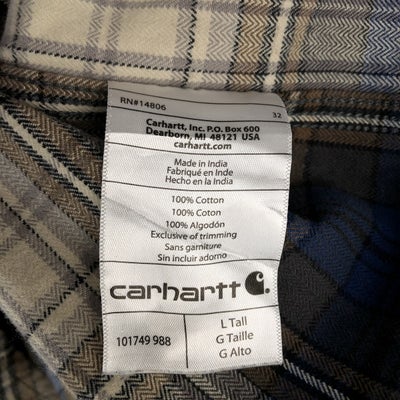 RN#14806
32
Carhartt, Inc. P.O. Box 600
Dearborn, MI 48121 USA
carhartt.com
Made in India
Fabriqué en Inde
Hecho en la India
100% Cotton
100% Coton
100% Algodón
Exclusive of trimming
Sans garniture
Sin incluir adorno
carhartt
101749 988
L Tall
G Taille
G Alto